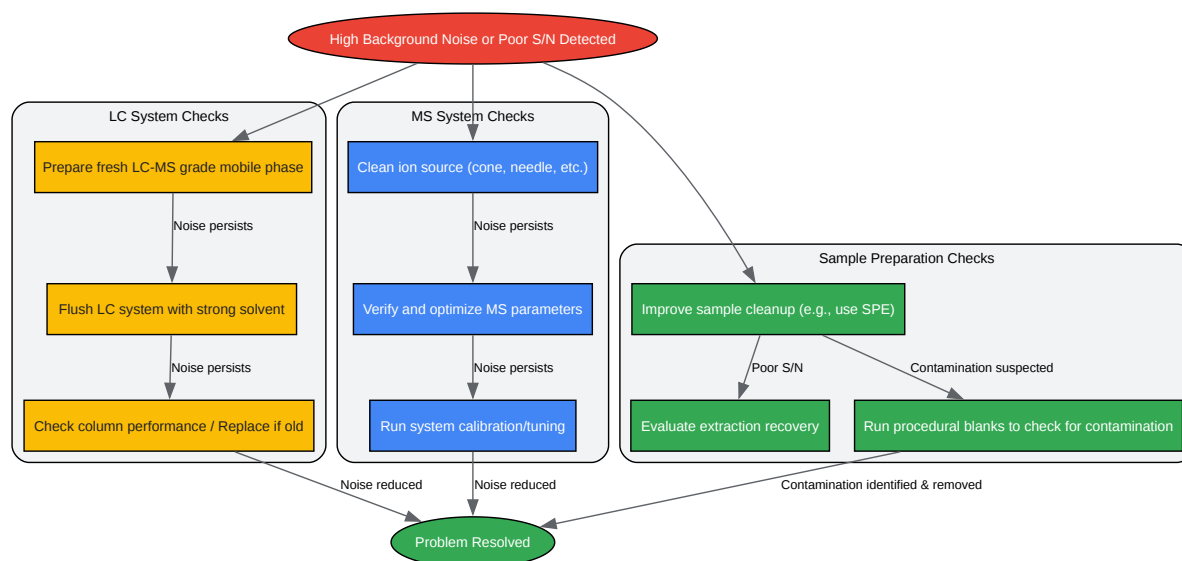 High Background Noise or Poor S/N Detected
LC System Checks
Prepare fresh LC-MS grade mobile phase
Noise persists
Flush LC system with strong solvent
Noise persists
Check column performance / Replace if old
MS System Checks
Clean ion source (cone, needle, etc.)
Noise persists
Verify and optimize MS parameters
Noise persists
Run system calibration/tuning
Sample Preparation Checks
Improve sample cleanup (e.g., use SPE)
Poor S/N
Contamination suspected
Evaluate extraction recovery
Run procedural blanks to check for contamination
Noise reduced
Noise reduced
Contamination identified & removed
Problem Resolved